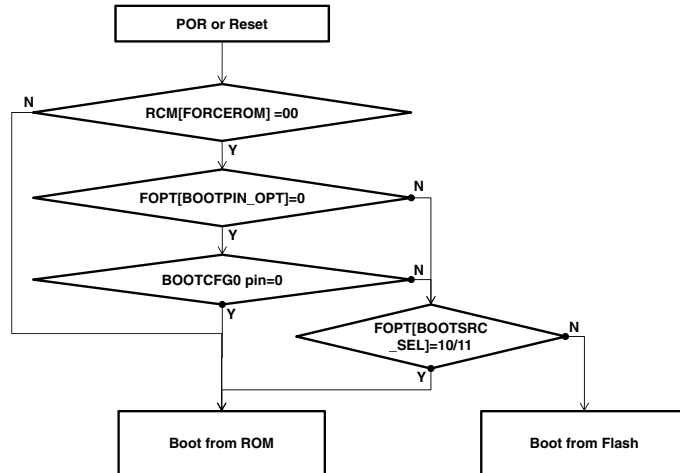 POR or Reset
N
RCM[FORCEROM] =00
Y
N
FOPT[BOOTPIN_OPT]=0
Y
BOOTCFG0 pin=0
N
Y
FOPT[BOOTSRC
_SEL]=10/11
N
Y
Boot from ROM
Boot from Flash